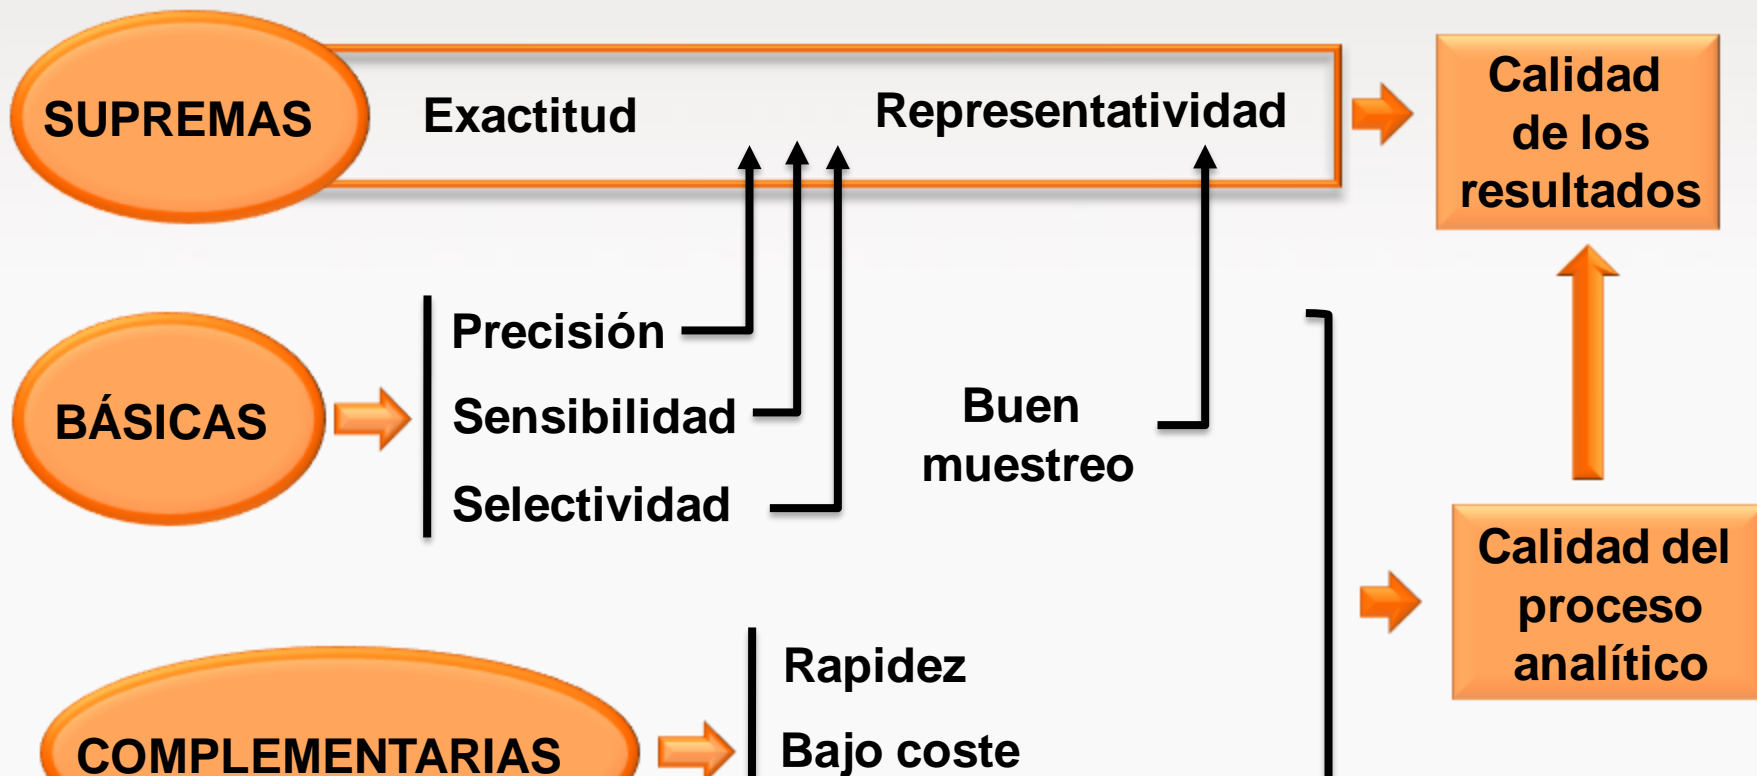 SUPREMAS
Exactitud
Representatividad
Calidad
de los
resultados
BÁSICAS
Precisión
Sensibilidad
Selectividad
Buen
muestreo
Calidad del
proceso
analítico
COMPLEMENTARIAS
Rapidez
Bajo coste